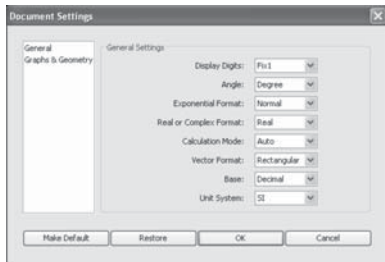 Document Settings
General
Graphs & Geometry
General Settings
Display Digits: Fix1
Angle: Degree
Exponential Format: Normal
Real or Complex Format: Real
Calculation Mode: Auto
Vector Format: Rectangular
Base: Decimal
Unit System: SI
Make Default Restore OK Cancel